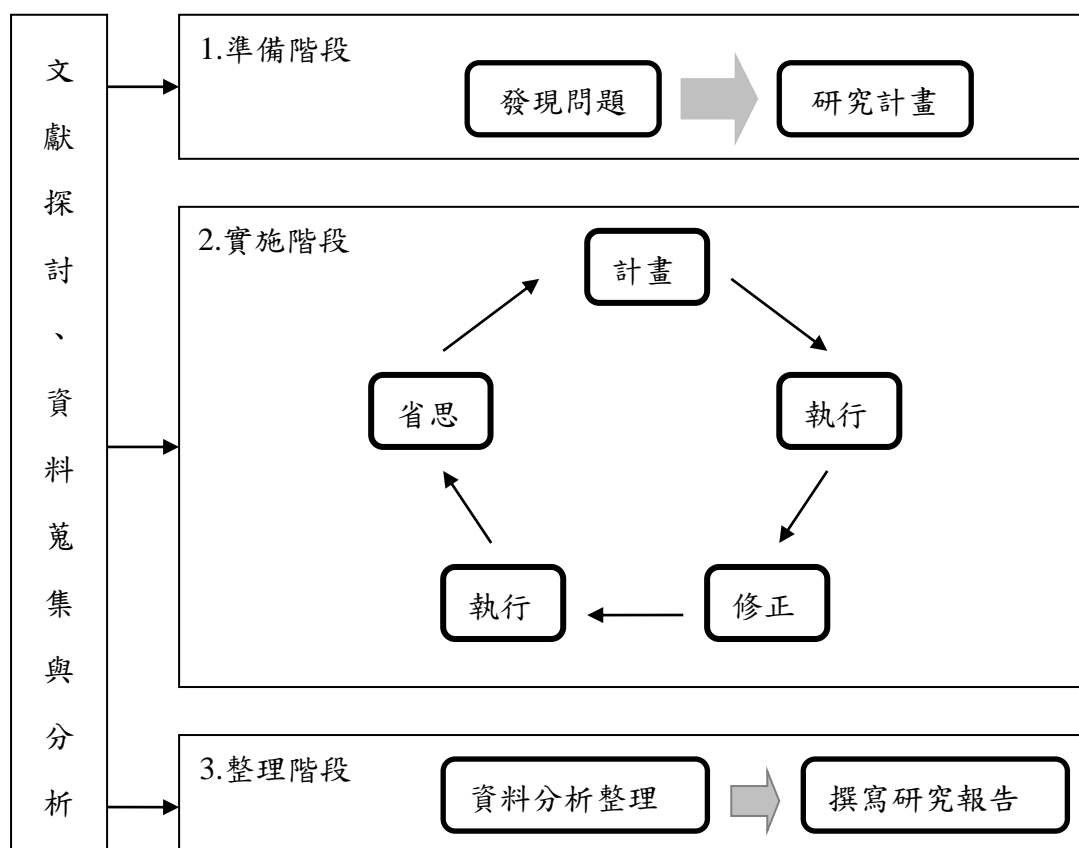 文獻探討、資料蒐集與分析
1.準備階段
發現問題
研究計畫
2.實施階段
計畫
省思
執行
執行
修正
3.整理階段
資料分析整理
撰寫研究報告